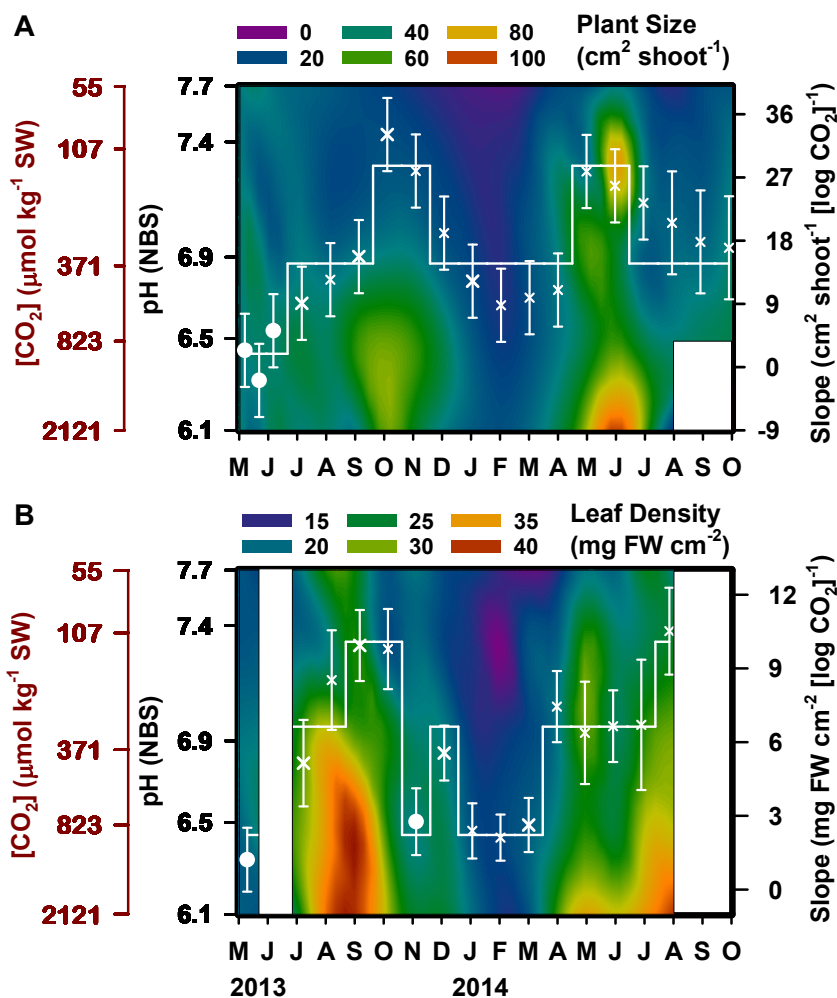 A
0 40 80 Plant Size
20 60 100 (cm² shoot⁻¹)
55 7.7
107 7.4
371 6.9
823 6.5
2121 6.1
[CO₂] (µmol kg⁻¹ SW)
pH (NBS)
36
27
18
9
0
-9
Slope (cm² shoot⁻¹ [log CO₂]⁻¹)
M J J A S O N D J F M A M J J A S O
B
15 25 35 Leaf Density
20 30 40 (mg FW cm⁻²)
55 7.7
107 7.4
371 6.9
823 6.5
2121 6.1
[CO₂] (µmol kg⁻¹ SW)
pH (NBS)
12
9
6
3
0
Slope (mg FW cm⁻² [log CO₂]⁻¹)
M J J A S O N D J F M A M J J A S O
2013 2014